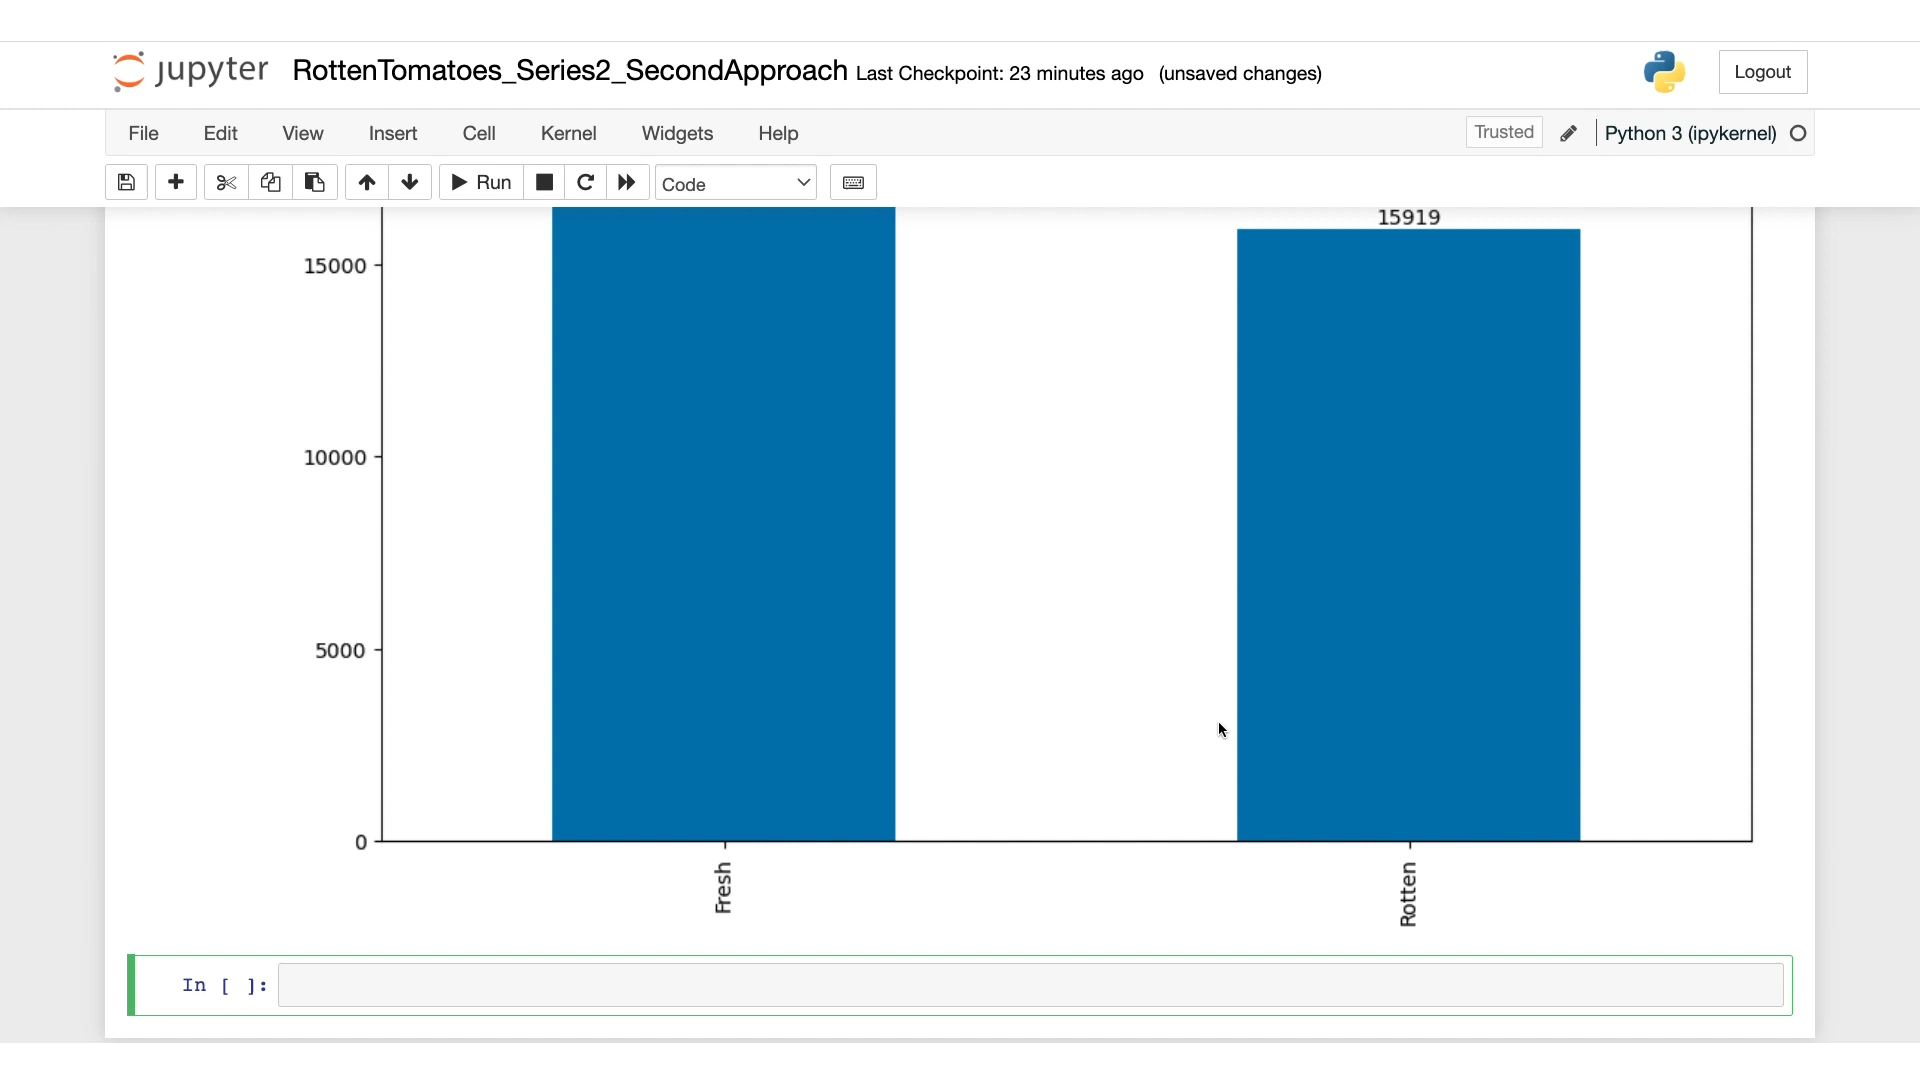 jupyter RottenTomatoes_Series2_SecondApproach Last Checkpoint: 23 minutes ago (unsaved changes) Logout
File Edit View Insert Cell Kernel Widgets Help Trusted Python 3 (ipykernel)
Run Code
15919
15000
10000
5000
0
Fresh Rotten
In [ ]: